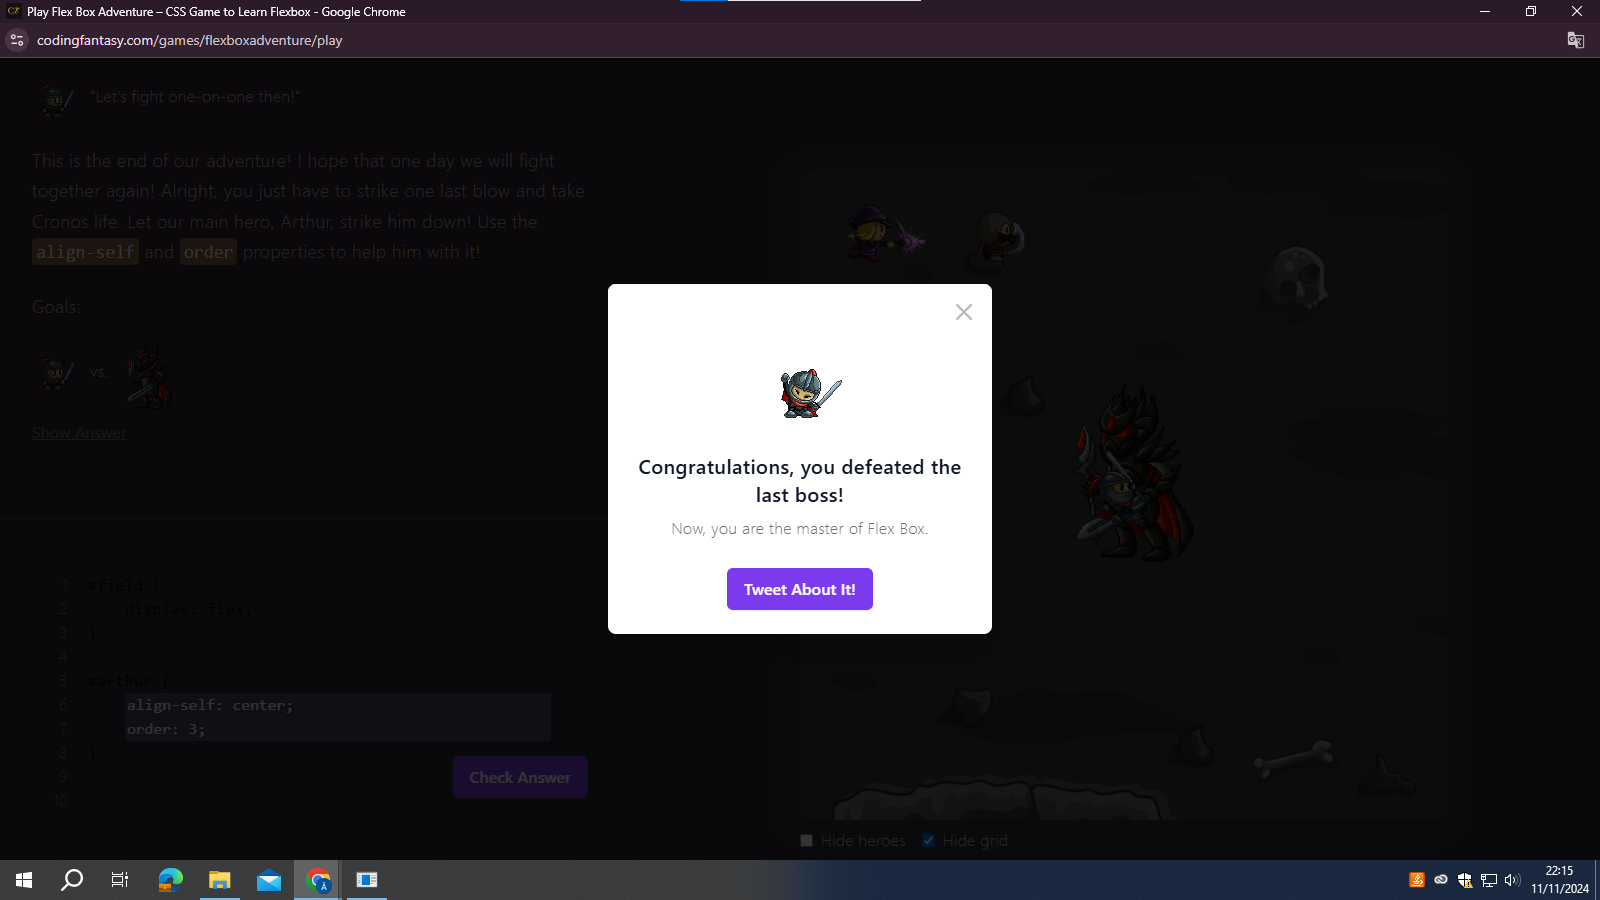 Play Flex Box Adventure – CSS Game to Learn Flexbox - Google Chrome
codingfantasy.com/games/flexboxadventure/play
"Let's fight one-on-one then!"
This is the end of our adventure! I hope that one day we will fight
together again! Alright, you just have to strike one last blow and take
Cronos life. Let our main hero, Arthur, strike him down! Use the
align-self and order properties to help him with it!
Goals:
vs.
Show Answer
Congratulations, you defeated the
last boss!
Now, you are the master of Flex Box.
Tweet About It!
1 #field {
2 display: flex;
3 }
4
5 #arthur {
6 align-self: center;
7 order: 3;
8 }
9
10
Check Answer
Hide heroes
Hide grid
22:15
11/11/2024